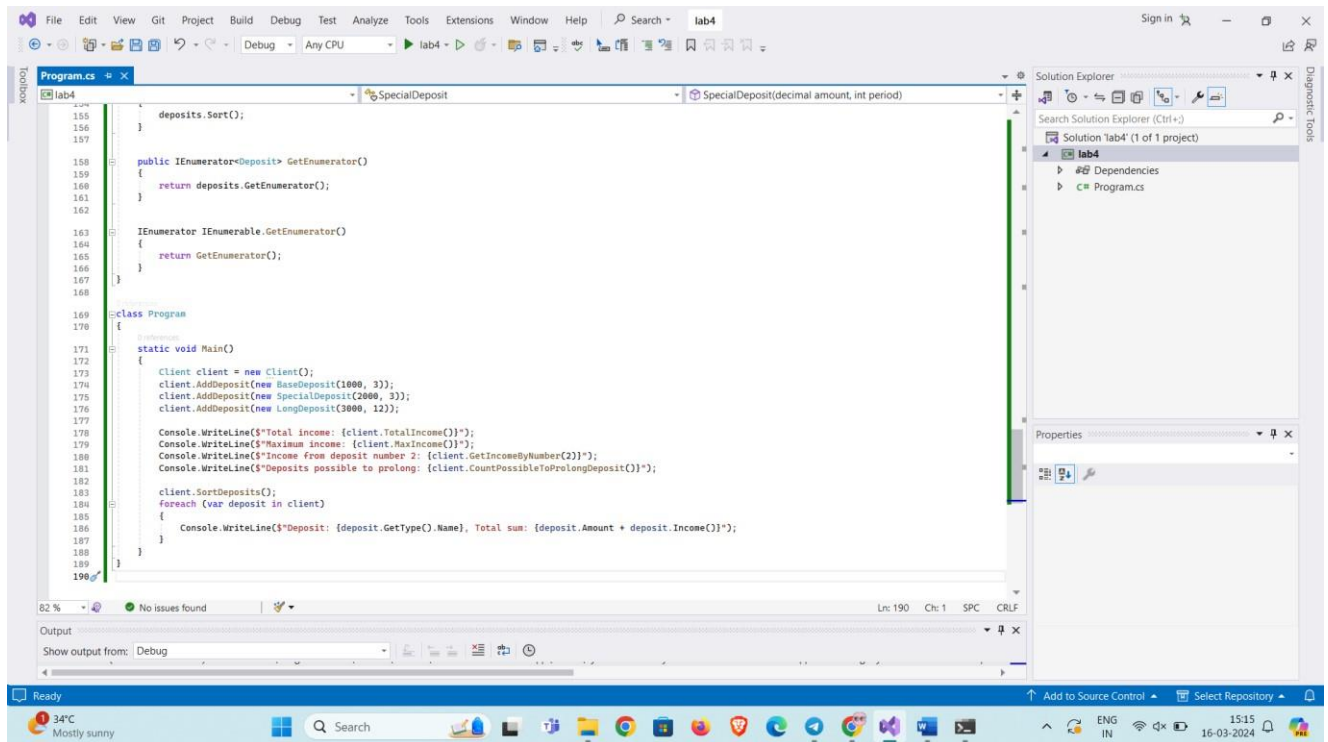 File Edit View Git Project Build Debug Test Analyze Tools Extensions Window Help Search lab4 Sign in
Debug Any CPU lab4
Toolbox
Program.cs
lab4 SpecialDeposit SpecialDeposit(decimal amount, int period)
154 {
155 deposits.Sort();
156 }
157
158 public IEnumerator<Deposit> GetEnumerator()
159 {
160 return deposits.GetEnumerator();
161 }
162
163 IEnumerator IEnumerable.GetEnumerator()
164 {
165 return GetEnumerator();
166 }
167 }
168
169 class Program
170 {
0 references
171 static void Main()
172 {
173 Client client = new Client();
174 client.AddDeposit(new BaseDeposit(1000, 3));
175 client.AddDeposit(new SpecialDeposit(2000, 3));
176 client.AddDeposit(new LongDeposit(3000, 12));
177
178 Console.WriteLine($"Total income: {client.TotalIncome()}");
179 Console.WriteLine($"Maximum income: {client.MaxIncome()}");
180 Console.WriteLine($"Income from deposit number 2: {client.GetIncomeByNumber(2)}");
181 Console.WriteLine($"Deposits possible to prolong: {client.CountPossibleToProlongDeposit()}");
182
183 client.SortDeposits();
184 foreach (var deposit in client)
185 {
186 Console.WriteLine($"Deposit: {deposit.GetType().Name}, Total sum: {deposit.Amount + deposit.Income()}");
187 }
188 }
189 }
190
82 % No issues found Ln: 190 Ch: 1 SPC CRLF
Output
Show output from: Debug
Solution Explorer
Search Solution Explorer (Ctrl+;)
Solution 'lab4' (1 of 1 project)
lab4
Dependencies
C# Program.cs
Properties
Diagnostic Tools
Ready Add to Source Control Select Repository
1 34°C
Mostly sunny
Search
ENG
IN
15:15
16-03-2024
PRE